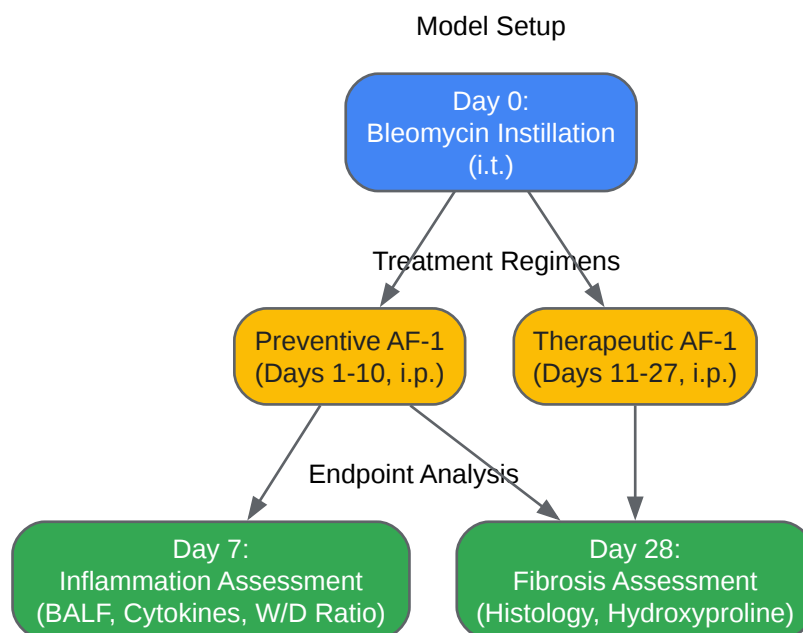 Model Setup
Day 0:
Bleomycin Instillation
(i.t.)
Treatment Regimens
Preventive AF-1
(Days 1-10, i.p.)
Therapeutic AF-1
(Days 11-27, i.p.)
Endpoint Analysis
Day 7:
Inflammation Assessment
(BALF, Cytokines, W/D Ratio)
Day 28:
Fibrosis Assessment
(Histology, Hydroxyproline)